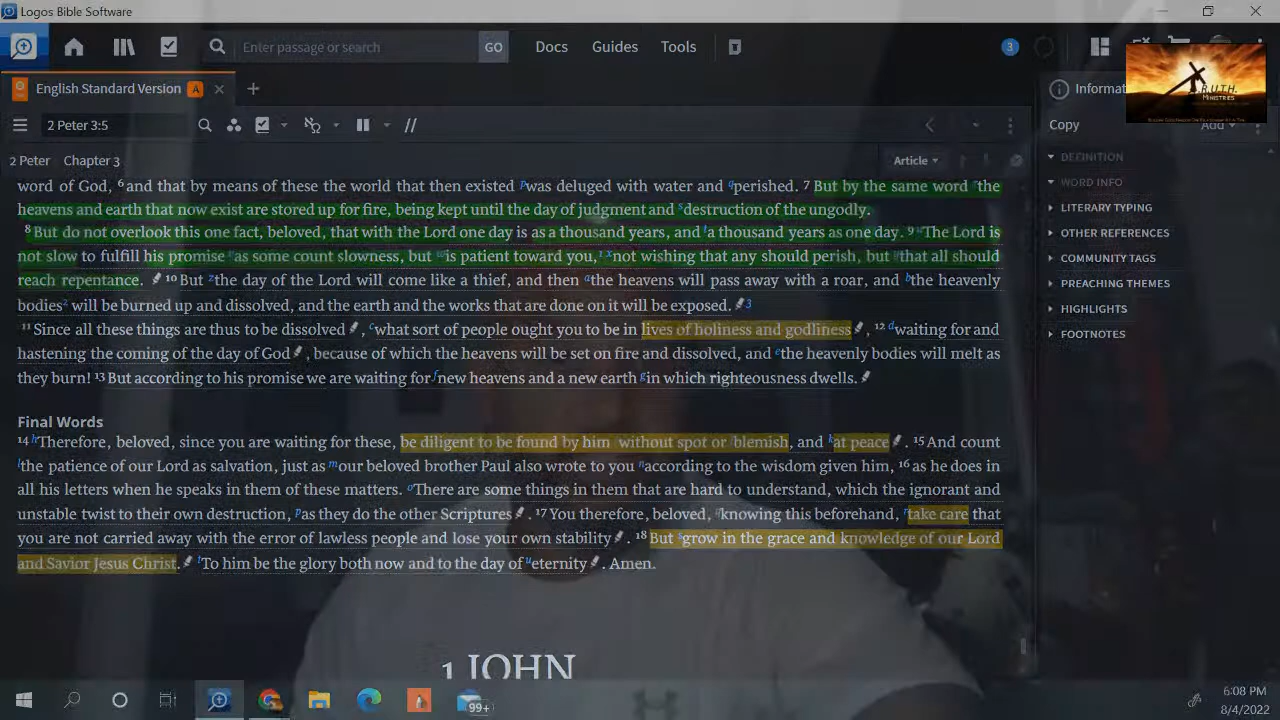 Logos Bible Software
Enter passage or search
GO
Docs
Guides
Tools
3
English Standard Version
A
2 Peter 3:5
2 Peter Chapter 3
Article
word of God, 6 and that by means of these the world that then existed p was deluged with water and q perished. 7 But by the same word r the
heavens and earth that now exist are stored up for fire, being kept until the day of judgment and s destruction of the ungodly.
8 But do not overlook this one fact, beloved, that with the Lord one day is as a thousand years, and t a thousand years as one day. 9 u The Lord is
not slow to fulfill his promise v as some count slowness, but w is patient toward you, 1 x not wishing that any should perish, but y that all should
reach repentance. 10 But z the day of the Lord will come like a thief, and then a the heavens will pass away with a roar, and b the heavenly
bodies 2 will be burned up and dissolved, and the earth and the works that are done on it will be exposed. 3
11 Since all these things are thus to be dissolved, c what sort of people ought you to be in lives of holiness and godliness, 12 d waiting for and
hastening the coming of the day of God, because of which the heavens will be set on fire and dissolved, and e the heavenly bodies will melt as
they burn! 13 But according to his promise we are waiting for f new heavens and a new earth g in which righteousness dwells.
Final Words
14 h Therefore, beloved, since you are waiting for these, be diligent to be found by him without spot or i blemish, and k at peace. 15 And count
l the patience of our Lord as salvation, just as m our beloved brother Paul also wrote to you n according to the wisdom given him, 16 as he does in
all his letters when he speaks in them of these matters. o There are some things in them that are hard to understand, which the ignorant and
unstable twist to their own destruction, p as they do the other Scriptures. 17 You therefore, beloved, q knowing this beforehand, r take care that
you are not carried away with the error of lawless people and lose your own stability. 18 But s grow in the grace and knowledge of our Lord
and Savior Jesus Christ. t To him be the glory both now and to the day of u eternity. Amen.
1 JOHN
Informat
Copy
Add
DEFINITION
WORD INFO
LITERARY TYPING
OTHER REFERENCES
COMMUNITY TAGS
PREACHING THEMES
HIGHLIGHTS
FOOTNOTES
T.R.U.T.H.
MINISTRIES
99+
6:08 PM
8/4/2022